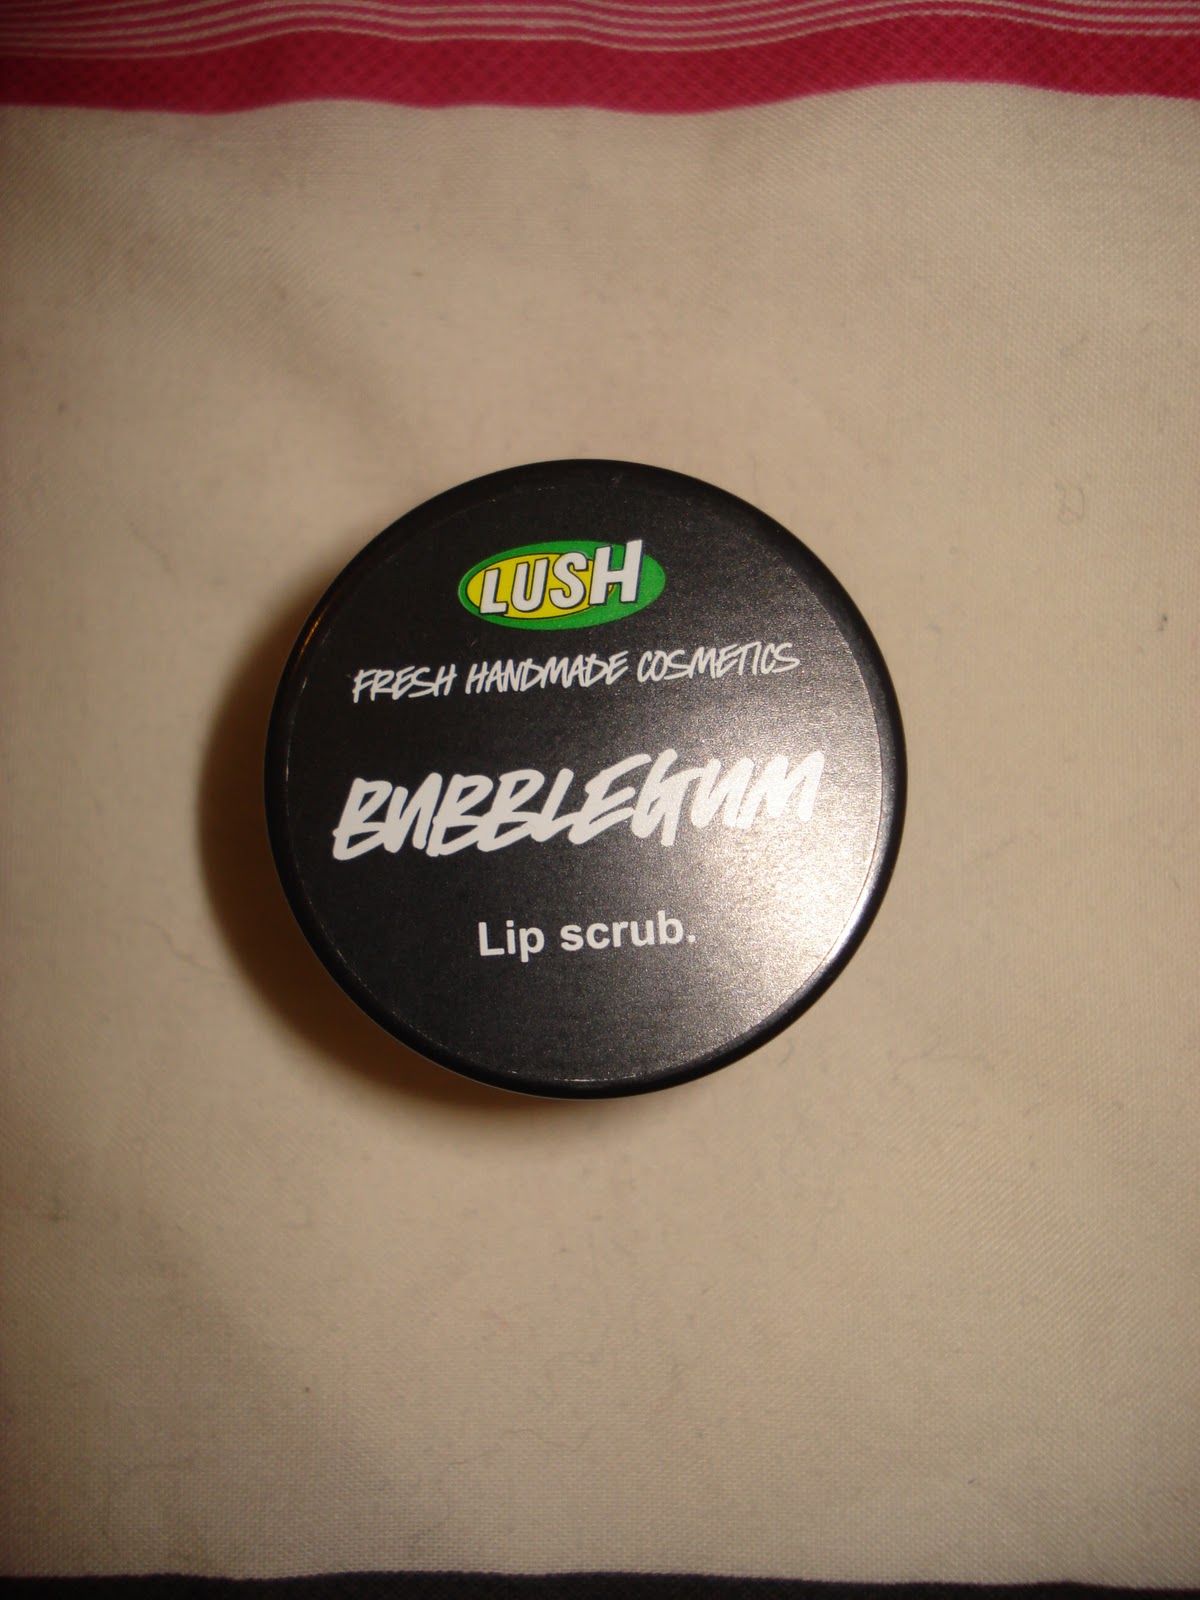 LUSH
FRESH HANDMADE COSMETICS
BUBBLEGUM
Lip scrub.